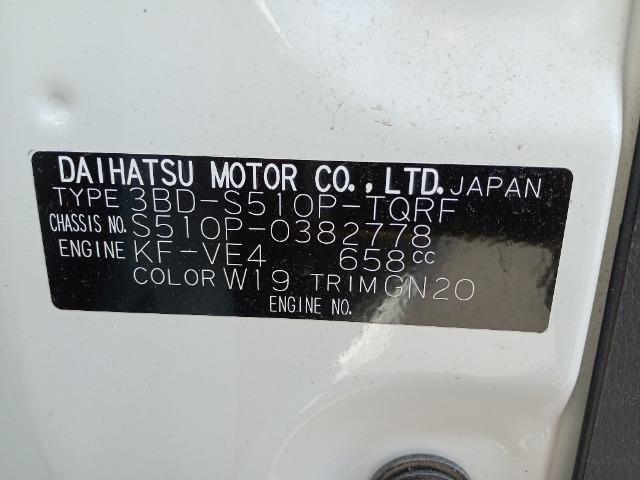 DAIHATSU MOTOR CO., LTD. JAPAN
TYPE 3BD-S510P-TQRF
CHASSIS NO. S510P-0382778
ENGINE KF-VE4 658cc
COLOR W19 TRIM GN20
ENGINE NO.